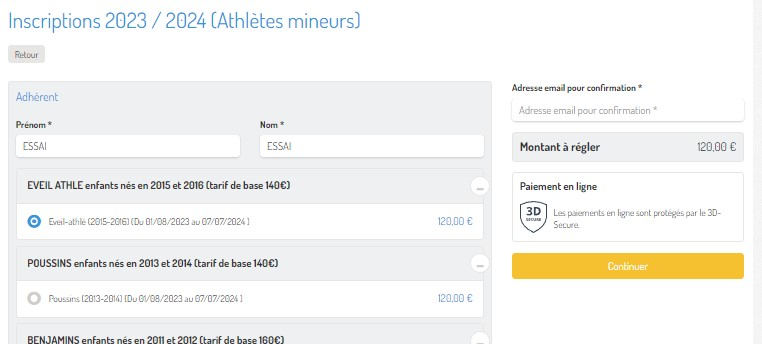 Inscriptions 2023 / 2024 (Athlètes mineurs)
Retour
Adhérent
Prénom *
Nom *
ESSAI
ESSAI
EVEIL ATHLE enfants nés en 2015 et 2016 (tarif de base 140€)
Eveil-athlé (2015-2016) (Du 01/08/2023 au 07/07/2024 )
120,00 €
POUSSINS enfants nés en 2013 et 2014 (tarif de base 140€)
Poussins (2013-2014) (Du 01/08/2023 au 07/07/2024 )
120,00 €
BENJAMINS enfants nés en 2011 et 2012 (tarif de base 160€)
Adresse email pour confirmation *
Adresse email pour confirmation *
Montant à régler
120,00 €
Paiement en ligne
3D
SECURE
Les paiements en ligne sont protégés par le 3D-
Secure.
Continuer